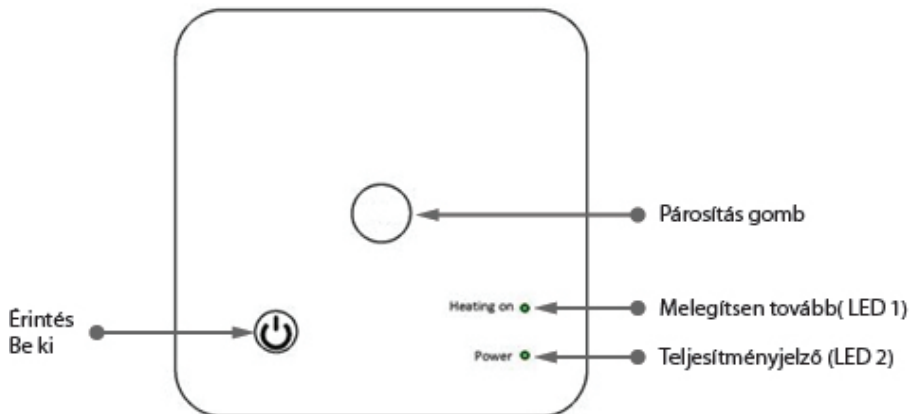 Párosítás gomb
Heating on
Melegítsen tovább( LED 1)
Érintés
Be ki
Power
Teljesítményjelző (LED 2)